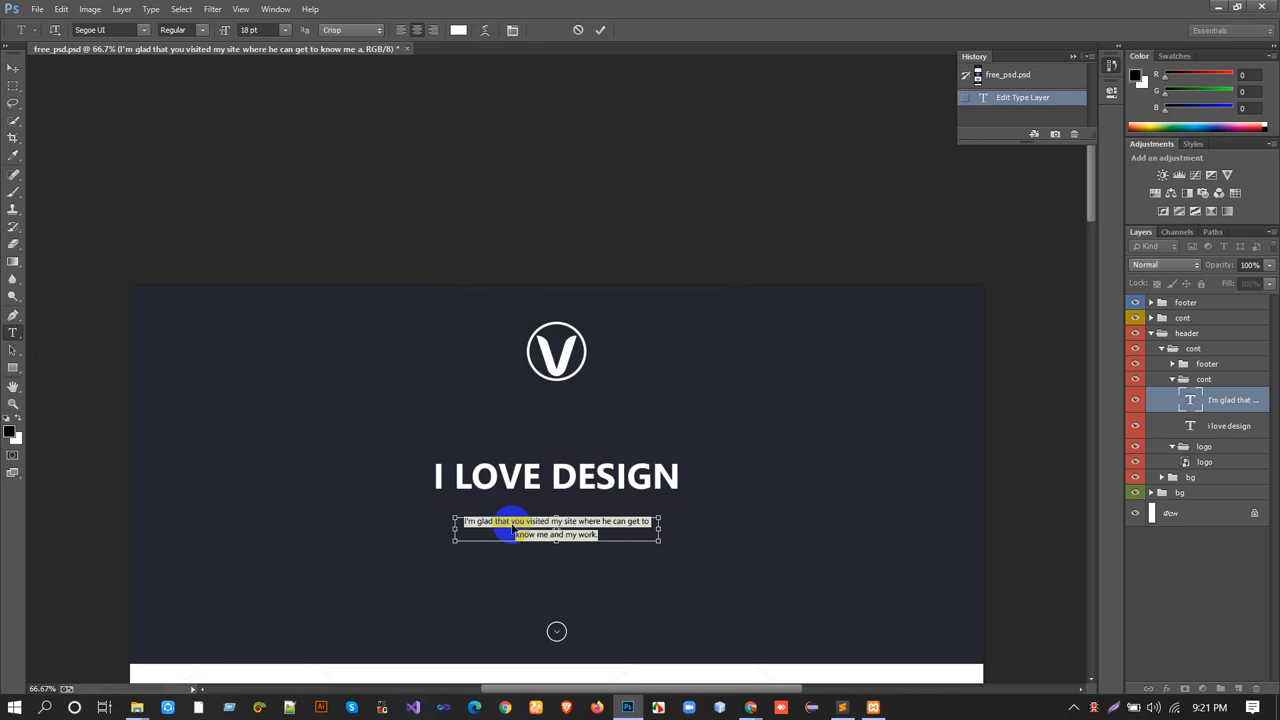 Ps File Edit Image Layer Type Select Filter View Window Help
T Segoe UI Regular 18 pt aa Crisp Essentials
free_psd.psd @ 66.7% (I'm glad that you visited my site where he can get to know me a, RGB/8) * ×
History
free_psd.psd
Edit Type Layer
Color Swatches
R 0
G 0
B 0
Adjustments Styles
Add an adjustment
Layers Channels Paths
Kind
Normal Opacity: 100%
Lock: Fill: 100%
footer
cont
header
cont
footer
cont
I'm glad that ...
i love design
logo
logo
bg
bg
Фон
V
I LOVE DESIGN
I'm glad that you visited my site where he can get to
know me and my work.
66.67%
9:21 PM